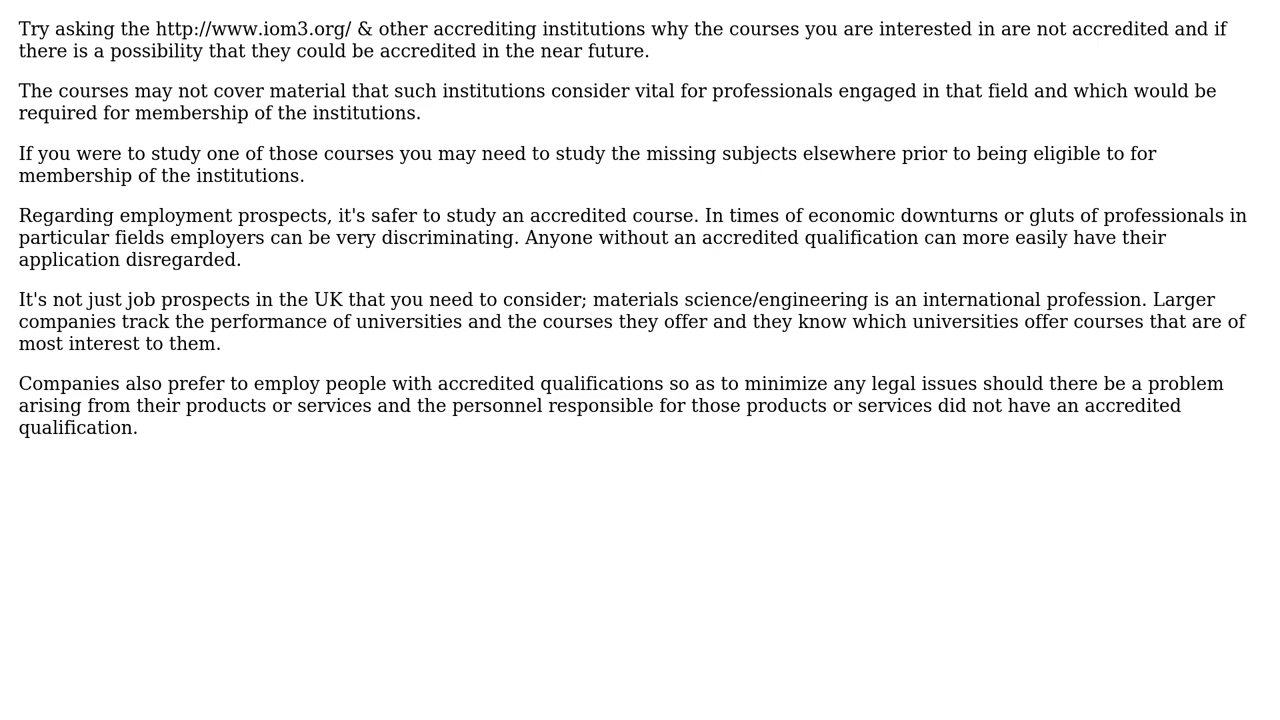 Try asking the http://www.iom3.org/ & other accrediting institutions why the courses you are interested in are not accredited and if
there is a possibility that they could be accredited in the near future.
The courses may not cover material that such institutions consider vital for professionals engaged in that field and which would be
required for membership of the institutions.
If you were to study one of those courses you may need to study the missing subjects elsewhere prior to being eligible to for
membership of the institutions.
Regarding employment prospects, it's safer to study an accredited course. In times of economic downturns or gluts of professionals in
particular fields employers can be very discriminating. Anyone without an accredited qualification can more easily have their
application disregarded.
It's not just job prospects in the UK that you need to consider; materials science/engineering is an international profession. Larger
companies track the performance of universities and the courses they offer and they know which universities offer courses that are of
most interest to them.
Companies also prefer to employ people with accredited qualifications so as to minimize any legal issues should there be a problem
arising from their products or services and the personnel responsible for those products or services did not have an accredited
qualification.